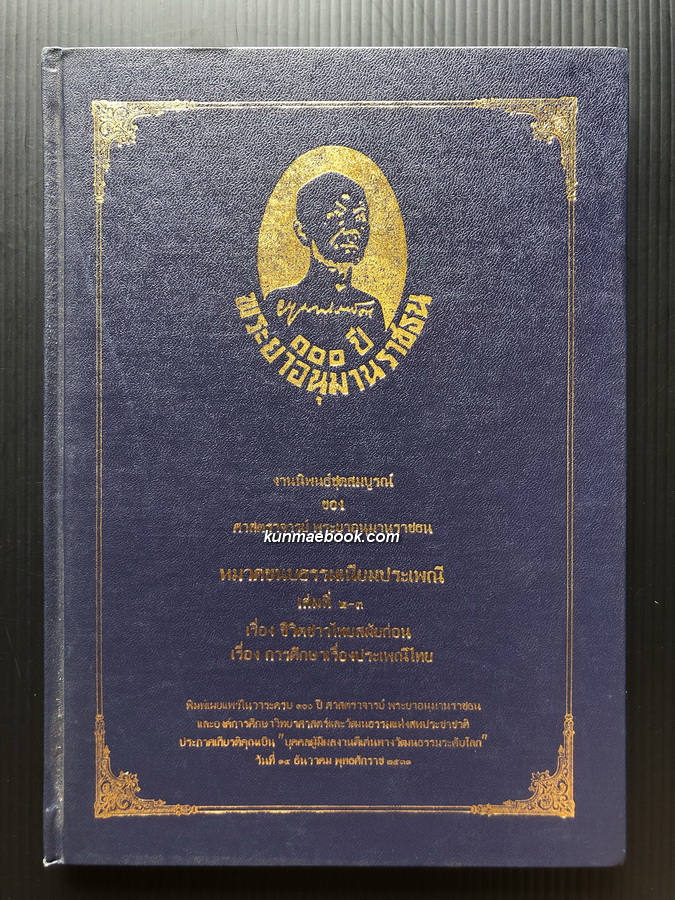 ๑๐๐ ปี
พระยาอนุมานราชธน
งานนิพนธ์ชุดสมบูรณ์
ของ
ศาสตราจารย์ พระยาอนุมานราชธน
kunmaebook.com
หมวดขนบธรรมเนียมประเพณี
เล่มที่ ๒-๓
เรื่อง ชีวิตชาวไทยสมัยก่อน
เรื่อง การศึกษาเรื่องประเพณีไทย
พิมพ์เผยแพร่ในวาระครบ ๑๐๐ ปี ศาสตราจารย์ พระยาอนุมานราชธน
และองค์การศึกษาวิทยาศาสตร์และวัฒนธรรมแห่งสหประชาชาติ
ประกาศเกียรติคุณเป็น "บุคคลผู้มีผลงานดีเด่นทางวัฒนธรรมระดับโลก"
วันที่ ๑๔ ธันวาคม พุทธศักราช ๒๕๓๑